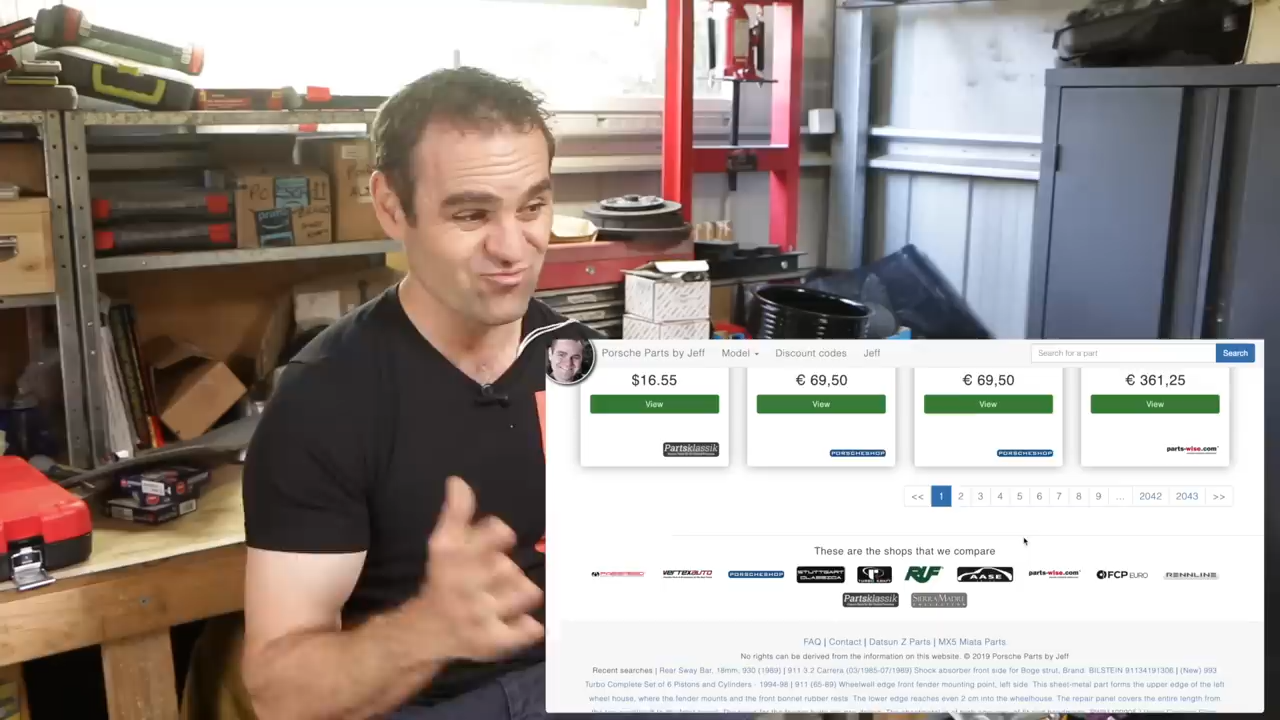 Porsche Parts by Jeff Model Discount codes Jeff Search for a part Search
$16.55 € 69,50 € 69,50 € 361,25
View View View View
Partsklassik PORSCHESHOP PORSCHESHOP parts-wise.com
<< 1 2 3 4 5 6 7 8 9 ... 2042 2043 >>
These are the shops that we compare
VERTEXAUTO PORSCHESHOP STUTTGART CLASSICA RUF AASE parts-wise.com FCP EURO RENNLINE
Partsklassik SIERRA MADRE COLLECTION
FAQ | Contact | Datsun Z Parts | MX5 Miata Parts
No rights can be derived from the information on this website. © 2019 Porsche Parts by Jeff
Recent searches | Rear Sway Bar, 18mm, 930 (1969) | 911 3.2 Carrera (03/1985-07/1989) Shock absorber front side for Boge strut, Brand: BILSTEIN 91134191306 | (New) 993
Turbo Complete Set of 6 Pistons and Cylinders - 1994-98 | 911 (65-89) Wheelwell edge front fender mounting point, left side. This sheet-metal part forms the upper edge of the left
wheel house, where the fender mounts and the front bonnet rubber rests. The lower edge reaches even 2 cm into the wheelhouse. The repair panel covers the entire length from